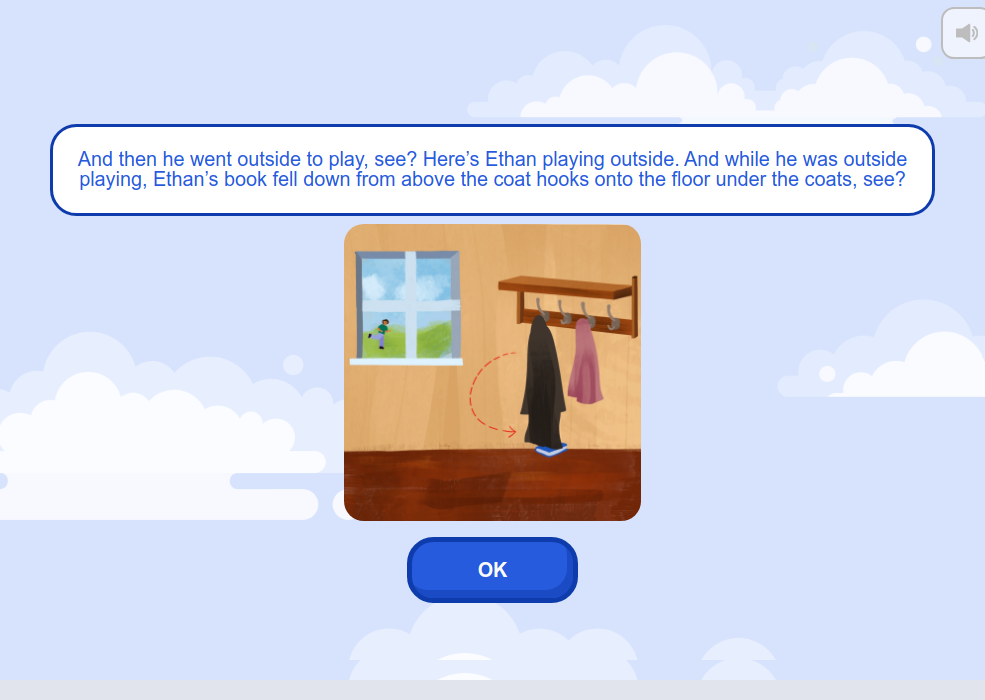 And then he went outside to play, see? Here’s Ethan playing outside. And while he was outside
playing, Ethan’s book fell down from above the coat hooks onto the floor under the coats, see?
OK